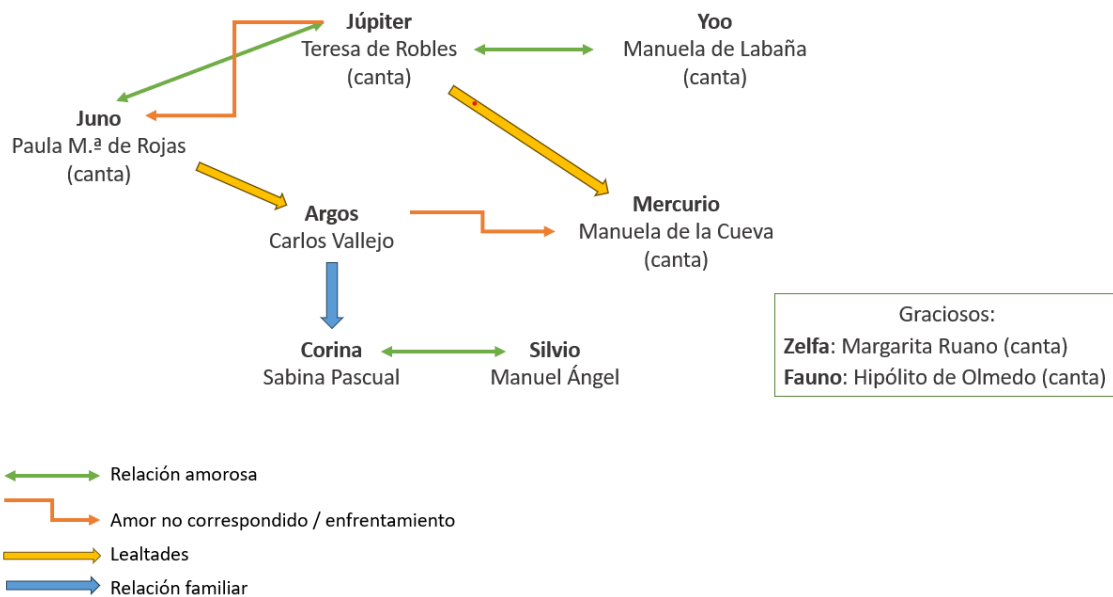 Júpiter
Teresa de Robles
(canta)
Yoo
Manuela de Labaña
(canta)
Juno
Paula M.ª de Rojas
(canta)
Argos
Carlos Vallejo
Mercurio
Manuela de la Cueva
(canta)
Corina
Sabina Pascual
Silvio
Manuel Ángel
Graciosos:
Zelfa: Margarita Ruano (canta)
Fauno: Hipólito de Olmedo (canta)
Relación amorosa
Amor no correspondido / enfrentamiento
Lealtades
Relación familiar